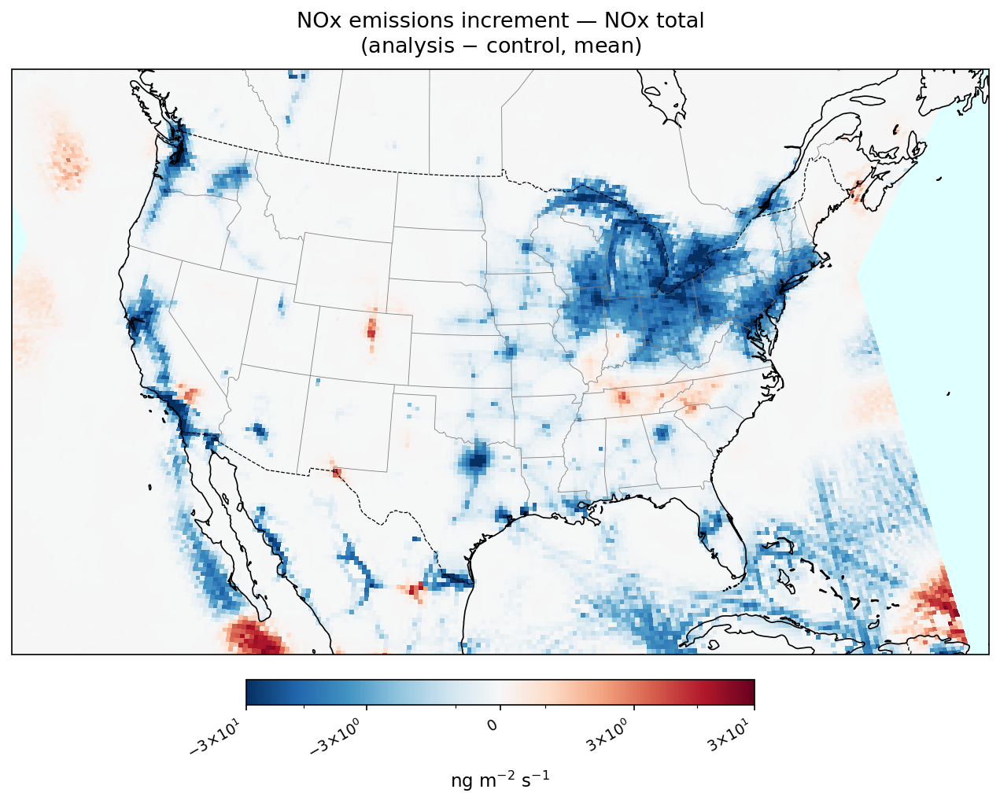 NOx emissions increment — NOx total
(analysis − control, mean)
−3×10¹
−3×10⁰
0
3×10⁰
3×10¹
ng m⁻² s⁻¹